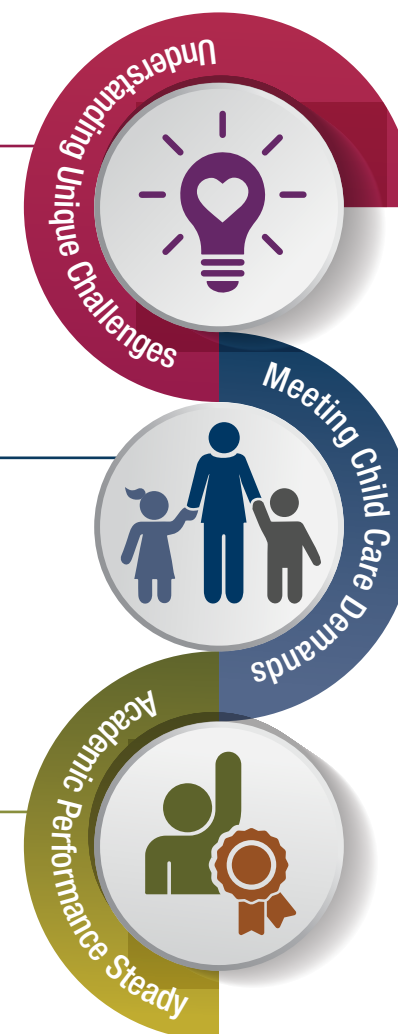 Understanding Unique Challenges
Meeting Child Care Demands
Academic Performance Steady